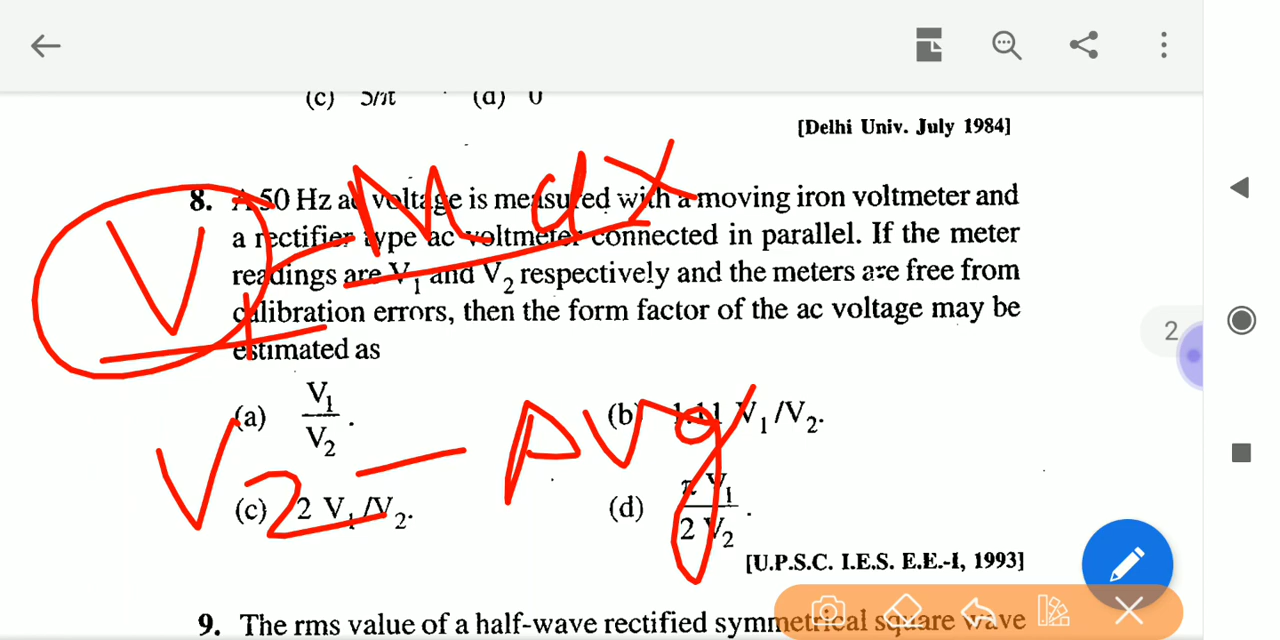 (c) 5/π (d) 0
[Delhi Univ. July 1984]
8. A 50 Hz ac voltage is measured with a moving iron voltmeter and
a rectifier type ac voltmeter connected in parallel. If the meter
readings are V₁ and V₂ respectively and the meters are free from
calibration errors, then the form factor of the ac voltage may be
estimated as
V1 - Max
(a) V₁/V₂ .
(b) 1.11 V₁/V₂.
V2 - Avg
(c) 2 V₁/V₂.
(d) π V₁/2 V₂ .
[U.P.S.C. I.E.S. E.E.-I, 1993]
9. The rms value of a half-wave rectified symmetrical square wave
2